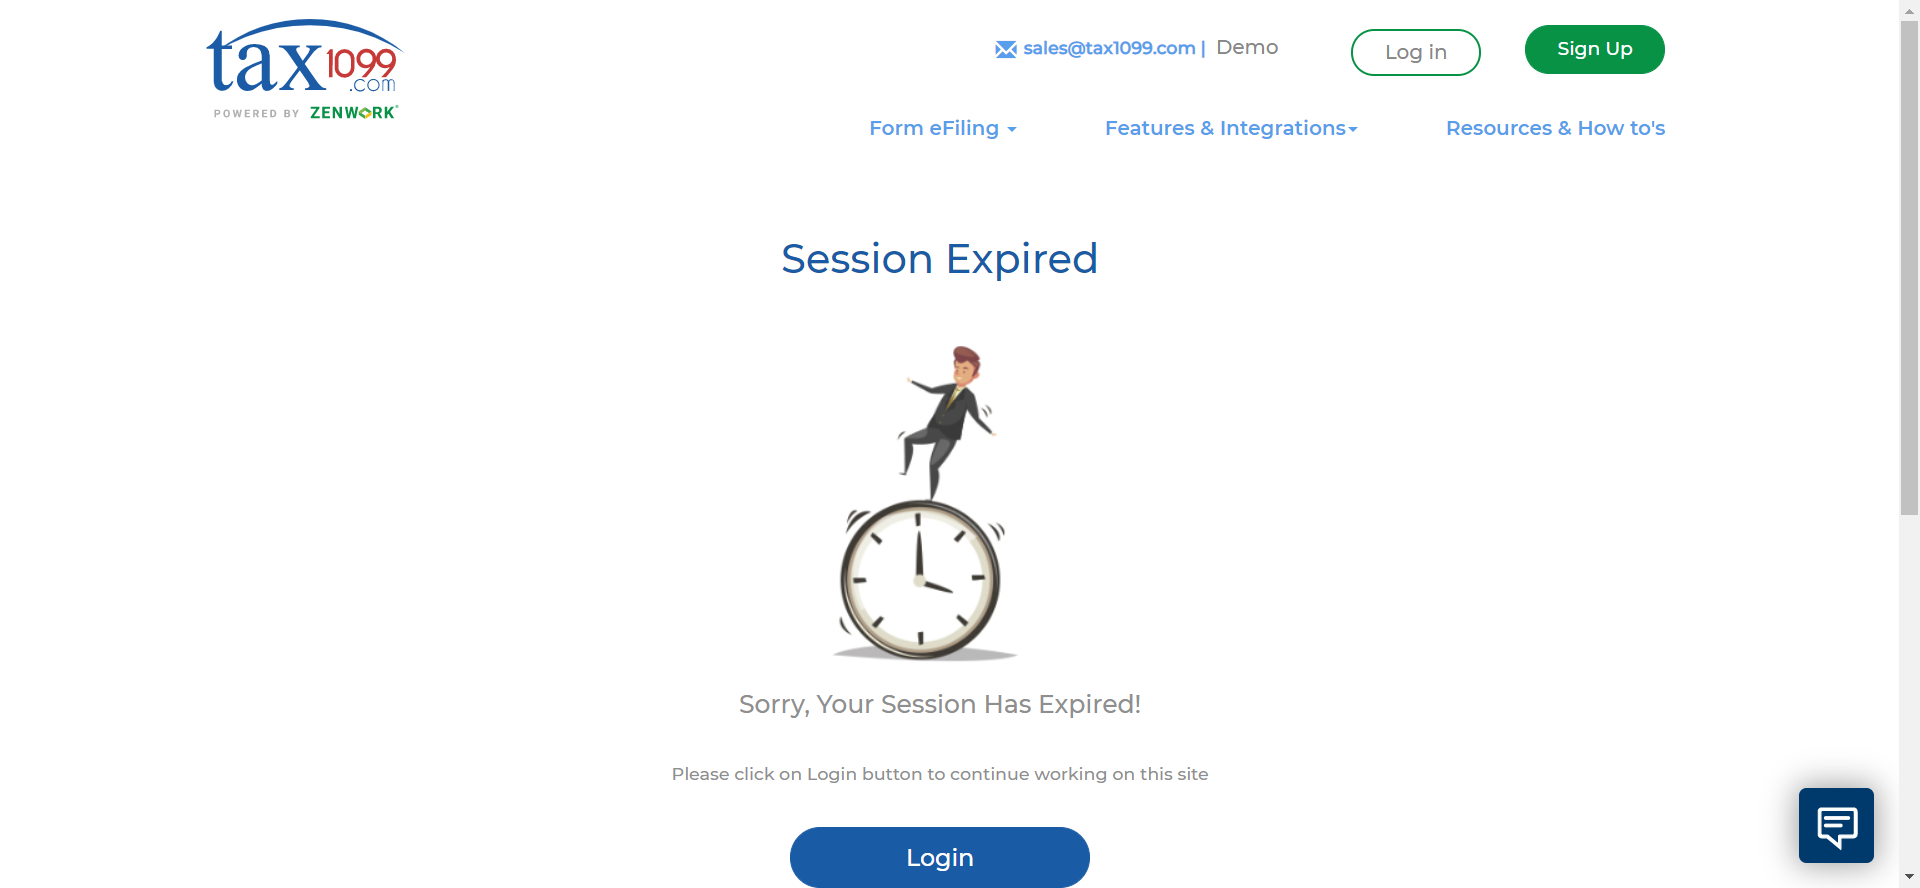 tax1099
.com
POWERED BY ZENWORK
sales@tax1099.com | Demo
Log in
Sign Up
Form eFiling
Features & Integrations
Resources & How to's
Session Expired
Sorry, Your Session Has Expired!
Please click on Login button to continue working on this site
Login